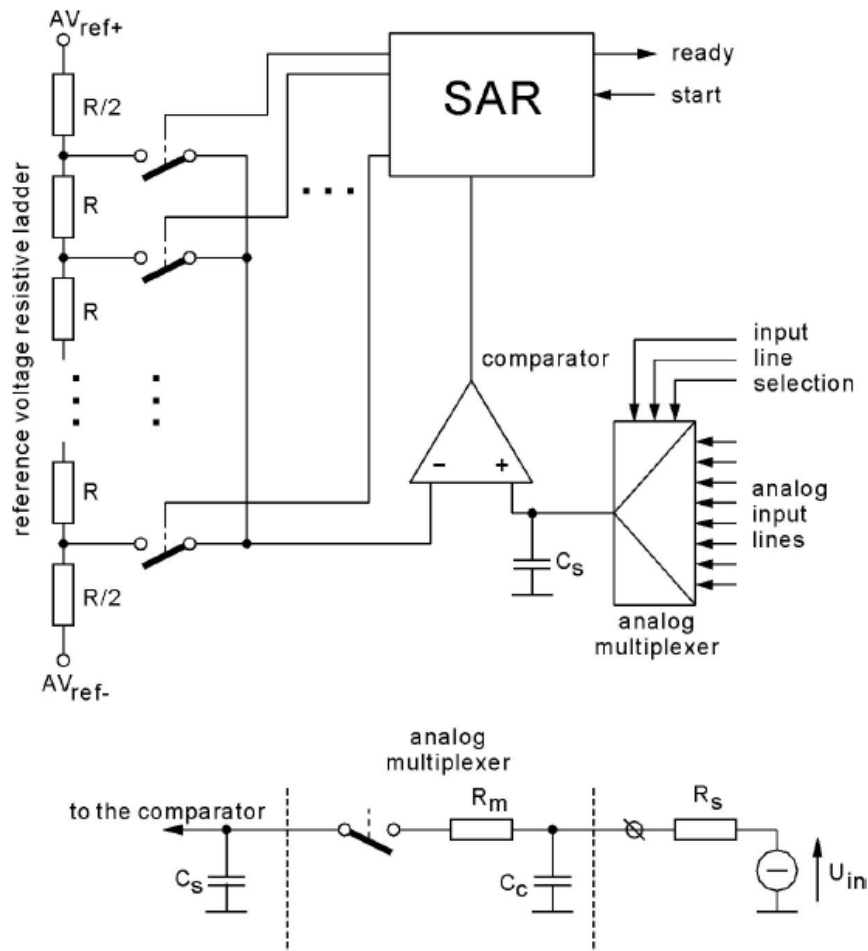 AVref+
R/2
R
R
R
R/2
AVref-
reference voltage resistive ladder
SAR
ready
start
comparator
− +
Cs
input
line
selection
analog
input
lines
analog
multiplexer
analog
multiplexer
to the comparator
Rm
Rs
Cs
Cc
Uin